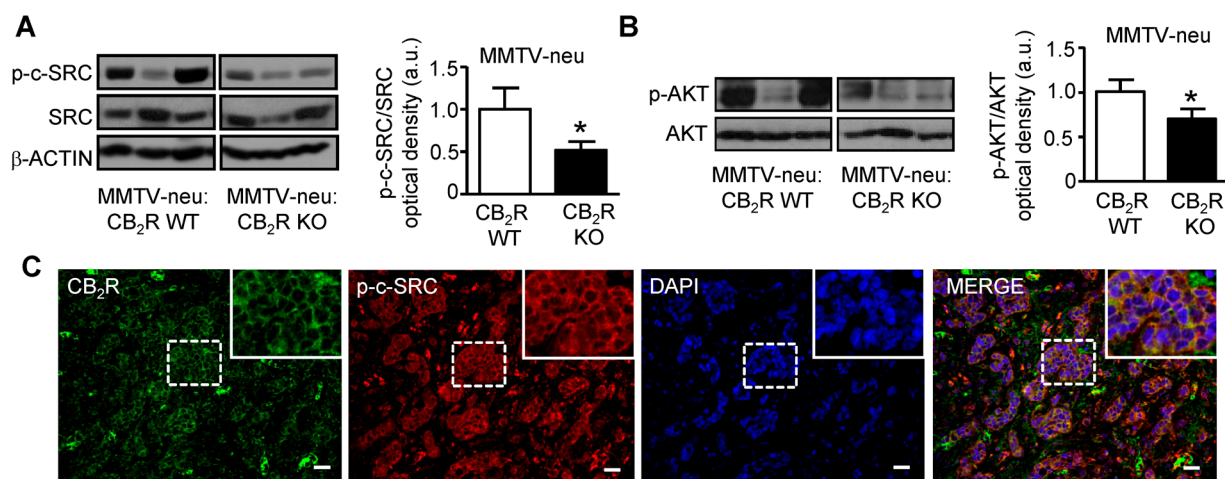 A
p-c-SRC
SRC
β-ACTIN
MMTV-neu:
CB₂R WT
MMTV-neu:
CB₂R KO
MMTV-neu
p-c-SRC/SRC
optical density (a.u.)
1.5
1.0
0.5
0
*
CB₂R
WT
CB₂R
KO
B
p-AKT
AKT
MMTV-neu:
CB₂R WT
MMTV-neu:
CB₂R KO
MMTV-neu
p-AKT/AKT
optical density (a.u.)
1.5
1.0
0.5
0
*
CB₂R
WT
CB₂R
KO
C
CB₂R
p-c-SRC
DAPI
MERGE